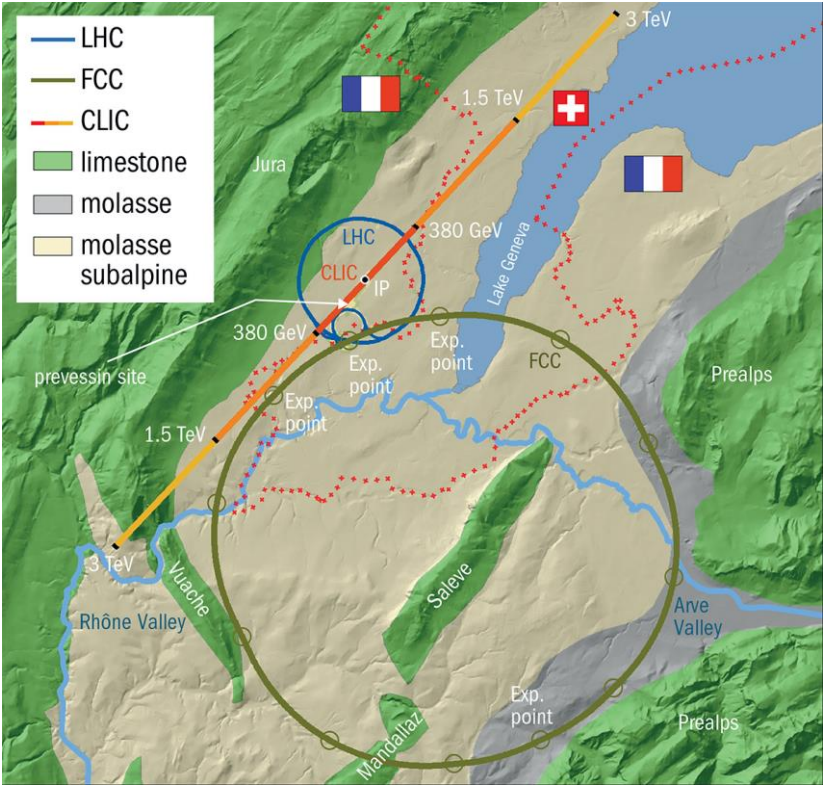 LHC
FCC
CLIC
limestone
molasse
molasse
subalpine
3 TeV
1.5 TeV
Jura
LHC
380 GeV
CLIC
IP
Lake Geneva
380 GeV
prevessin site
Exp.
point
Exp.
point
FCC
Prealps
Exp.
point
1.5 TeV
3 TeV
Vuache
Saleve
Rhône Valley
Arve
Valley
Exp.
point
Prealps
Mandallaz